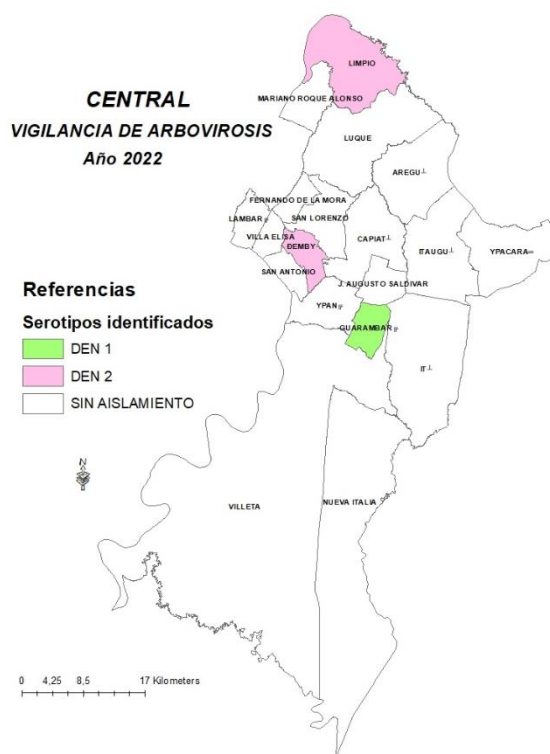 CENTRAL
VIGILANCIA DE ARBOVIROSIS
Año 2022
LIMPIO
MARIANO ROQUE ALONSO
LUQUE
AREGU
FERNANDO DE LA MORA
LAMBAR
SAN LORENZO
VILLA ELISA
DEMBY
CAPIAT
ITAUGU
YPACARA
SAN ANTONIO
J. AUGUSTO SALDIVAR
YPAN
GUARAMBAR
IT
Referencias
Serotipos identificados
DEN 1
DEN 2
SIN AISLAMIENTO
N
VILLETA
NUEVA ITALIA
0 4,25 8,5 17 Kilometers